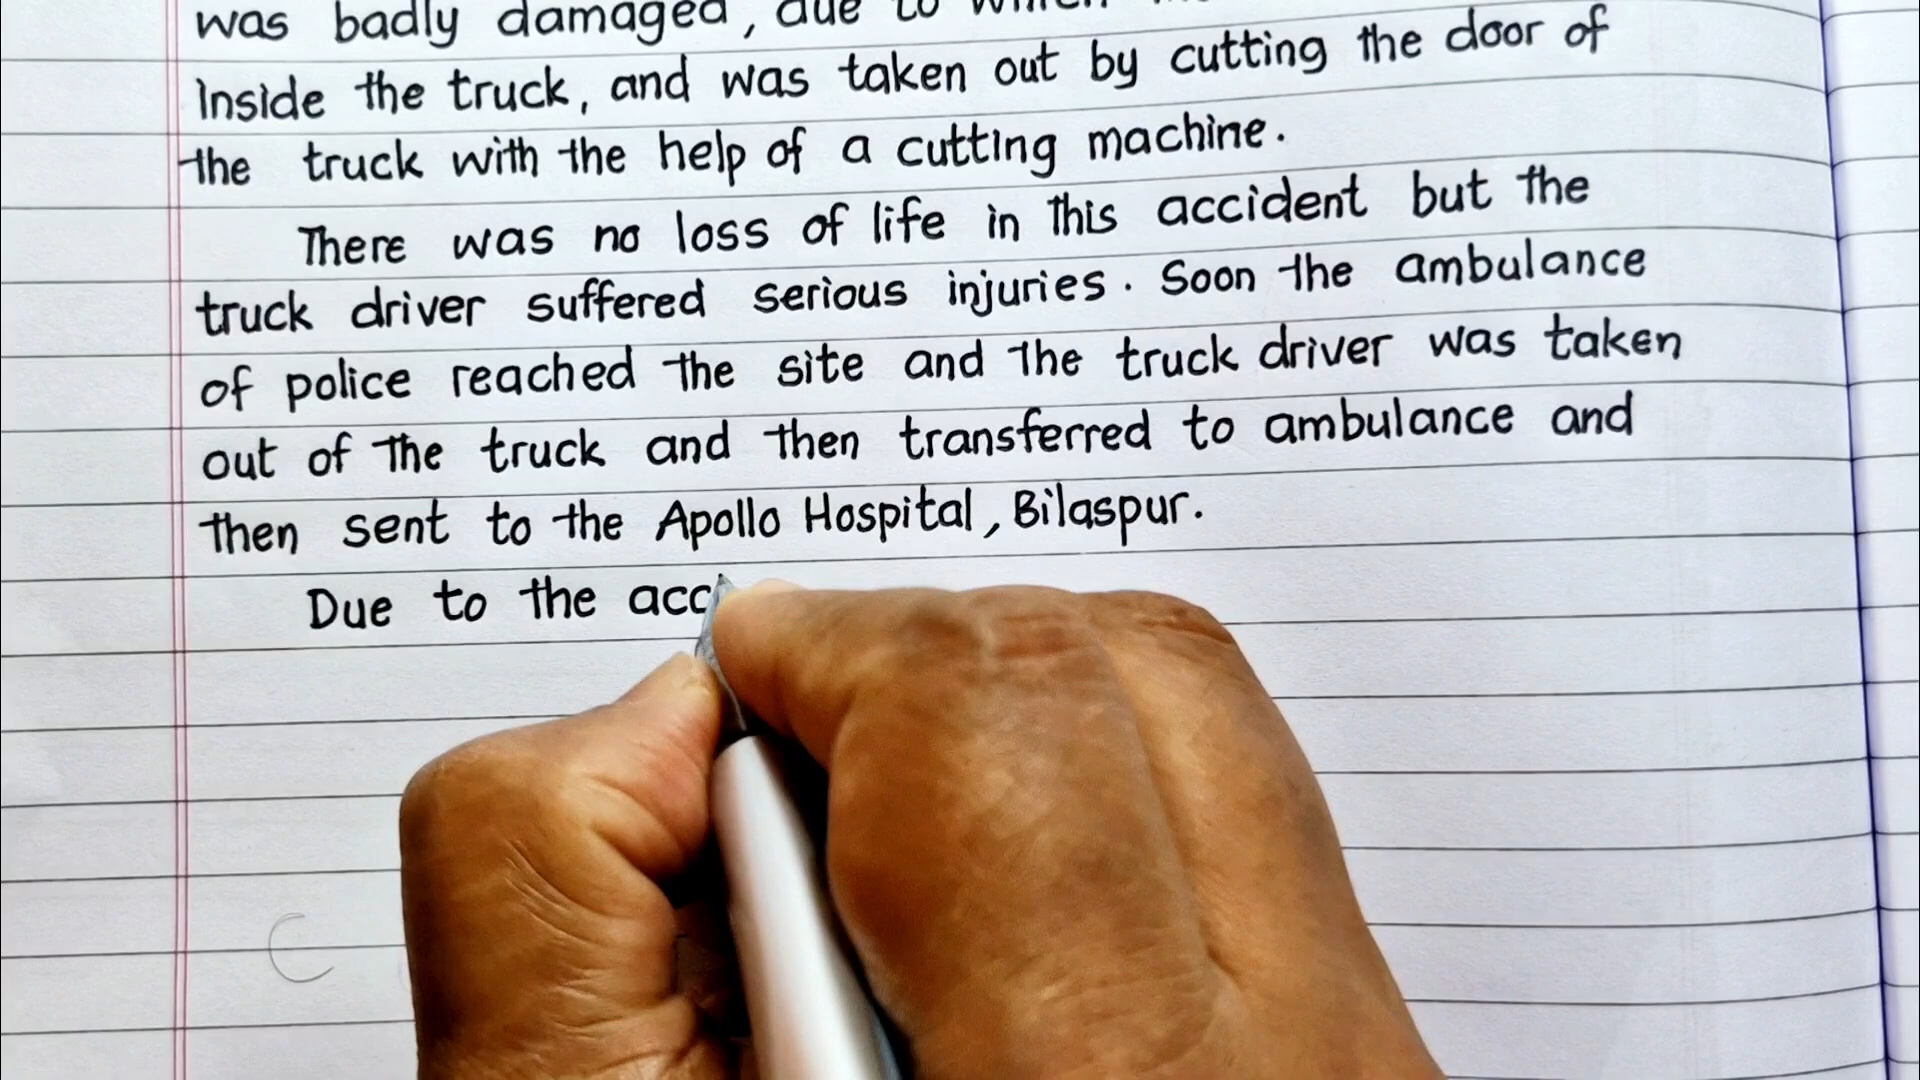 was badly damaged, due to which
Inside the truck, and was taken out by cutting the door of
the truck with the help of a cutting machine.
There was no loss of life in this accident but the
truck driver suffered serious injuries. Soon the ambulance
of police reached the site and the truck driver was taken
out of the truck and then transferred to ambulance and
then sent to the Apollo Hospital, Bilaspur.
Due to the acc